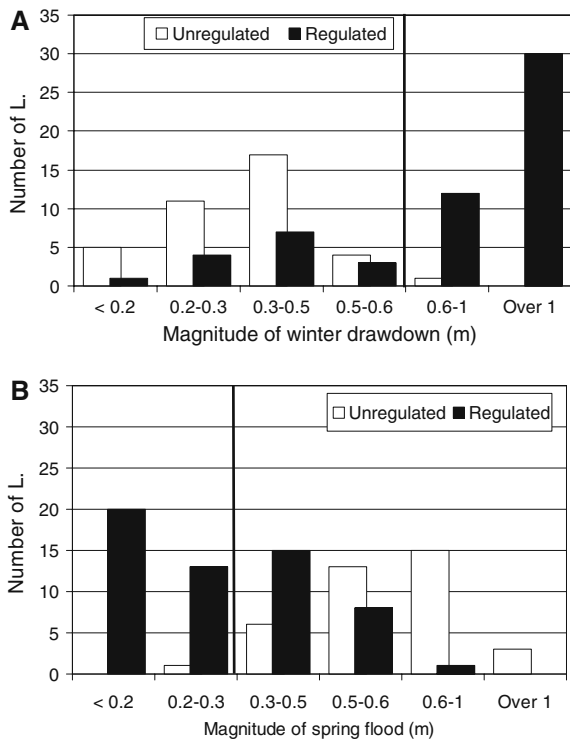 A
35
Unregulated Regulated
30
25
20
15
10
5
0
Number of L.
< 0.2 0.2-0.3 0.3-0.5 0.5-0.6 0.6-1 Over 1
Magnitude of winter drawdown (m)
B
35
Unregulated Regulated
30
25
20
15
10
5
0
Number of L.
< 0.2 0.2-0.3 0.3-0.5 0.5-0.6 0.6-1 Over 1
Magnitude of spring flood (m)